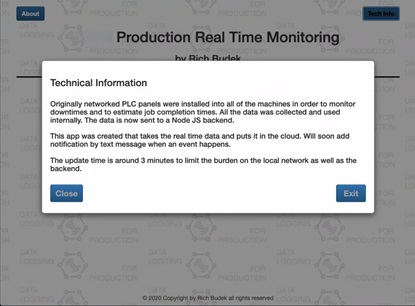 About
Tech Info
Production Real Time Monitoring
by Rich Budek
Technical Information
Originally networked PLC panels were installed into all of the machines in order to monitor
downtimes and to estimate job completion times. All the data was collected and used
internally. The data is now sent to a Node JS backend.
This app was created that takes the real time data and puts it in the cloud. Will soon add
notification by text message when an event happens.
The update time is around 3 minutes to limit the burden on the local network as well as the
backend.
Close
Exit
© 2020 Copyright by Rich Budek all rights reserved
DATA
LOGGING
FOR
PRODUCTION